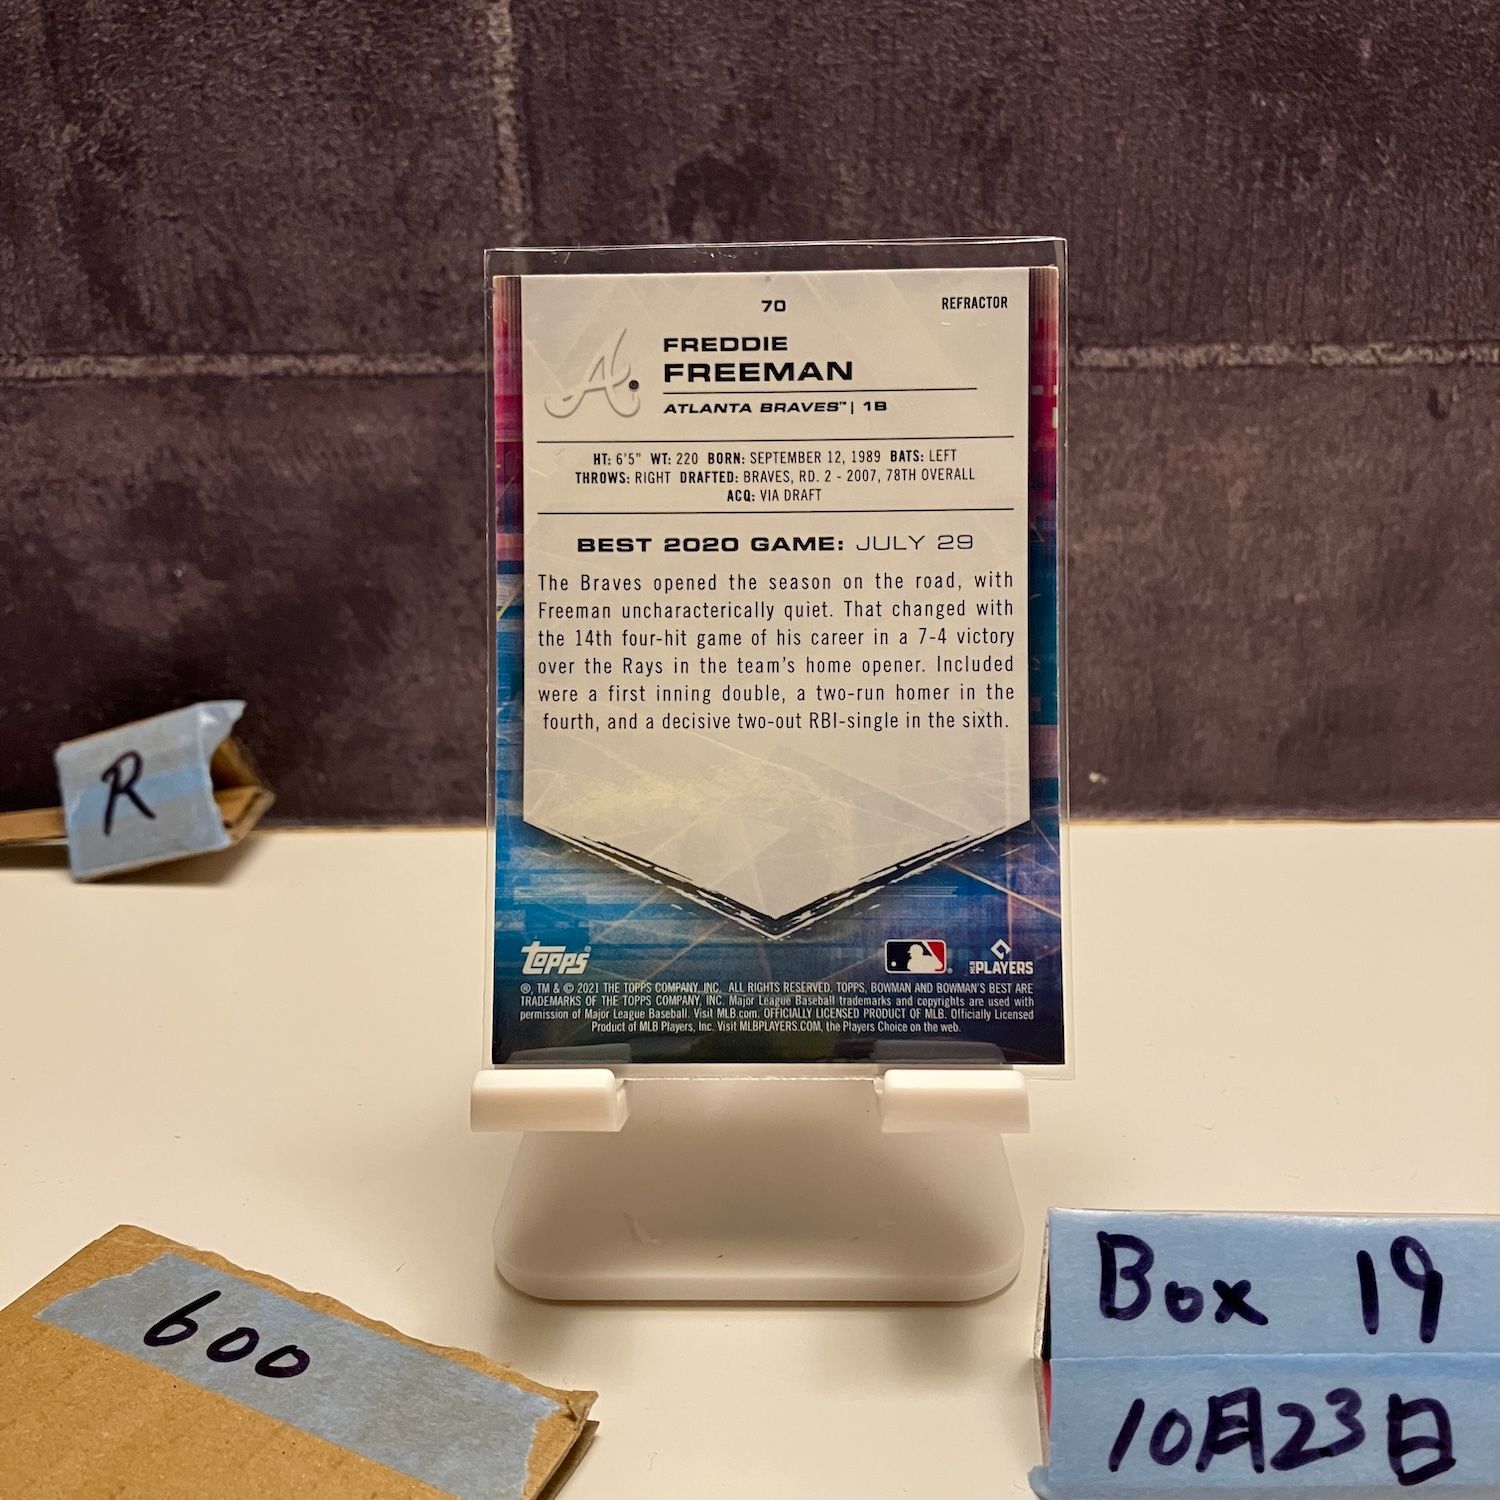 70
REFRACTOR
A
FREDDIE
FREEMAN
ATLANTA BRAVES™ | 1B
HT: 6'5" WT: 220 BORN: SEPTEMBER 12, 1989 BATS: LEFT
THROWS: RIGHT DRAFTED: BRAVES, RD. 2 - 2007, 78TH OVERALL
ACQ: VIA DRAFT
BEST 2020 GAME: JULY 29
The Braves opened the season on the road, with
Freeman uncharacterically quiet. That changed with
the 14th four-hit game of his career in a 7-4 victory
over the Rays in the team's home opener. Included
were a first inning double, a two-run homer in the
fourth, and a decisive two-out RBI-single in the sixth.
Topps®
MLB PLAYERS
®, TM & © 2021 THE TOPPS COMPANY, INC. ALL RIGHTS RESERVED. TOPPS, BOWMAN AND BOWMAN'S BEST ARE
TRADEMARKS OF THE TOPPS COMPANY, INC. Major League Baseball trademarks and copyrights are used with
permission of Major League Baseball. Visit MLB.com. OFFICIALLY LICENSED PRODUCT OF MLB. Officially Licensed
Product of MLB Players, Inc. Visit MLBPLAYERS.COM, the Players Choice on the web.
R
600
Box 19
10月23日